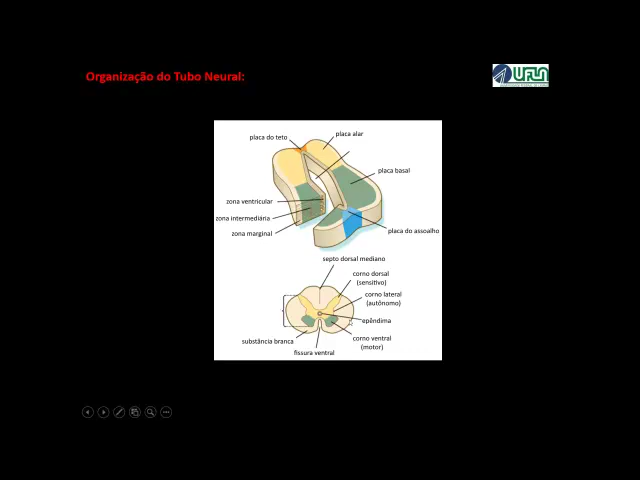 Organização do Tubo Neural:
UFLA
placa do teto
placa alar
placa basal
zona ventricular
zona intermediária
zona marginal
placa do assoalho
septo dorsal mediano
corno dorsal
(sensitivo)
corno lateral
(autônomo)
epêndima
corno ventral
(motor)
substância branca
fissura ventral